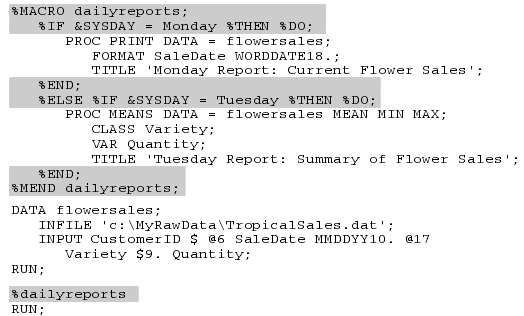 %MACRO dailyreports;
%IF &SYSDAY = Monday %THEN %DO;
PROC PRINT DATA = flowersales;
FORMAT SaleDate WORDDATE18.;
TITLE 'Monday Report: Current Flower Sales';
%END;
%ELSE %IF &SYSDAY = Tuesday %THEN %DO;
PROC MEANS DATA = flowersales MEAN MIN MAX;
CLASS Variety;
VAR Quantity;
TITLE 'Tuesday Report: Summary of Flower Sales';
%END;
%MEND dailyreports;
DATA flowersales;
INFILE 'c:\MyRawData\TropicalSales.dat';
INPUT CustomerID $ @6 SaleDate MMDDYY10. @17
Variety $9. Quantity;
RUN;
%dailyreports
RUN;